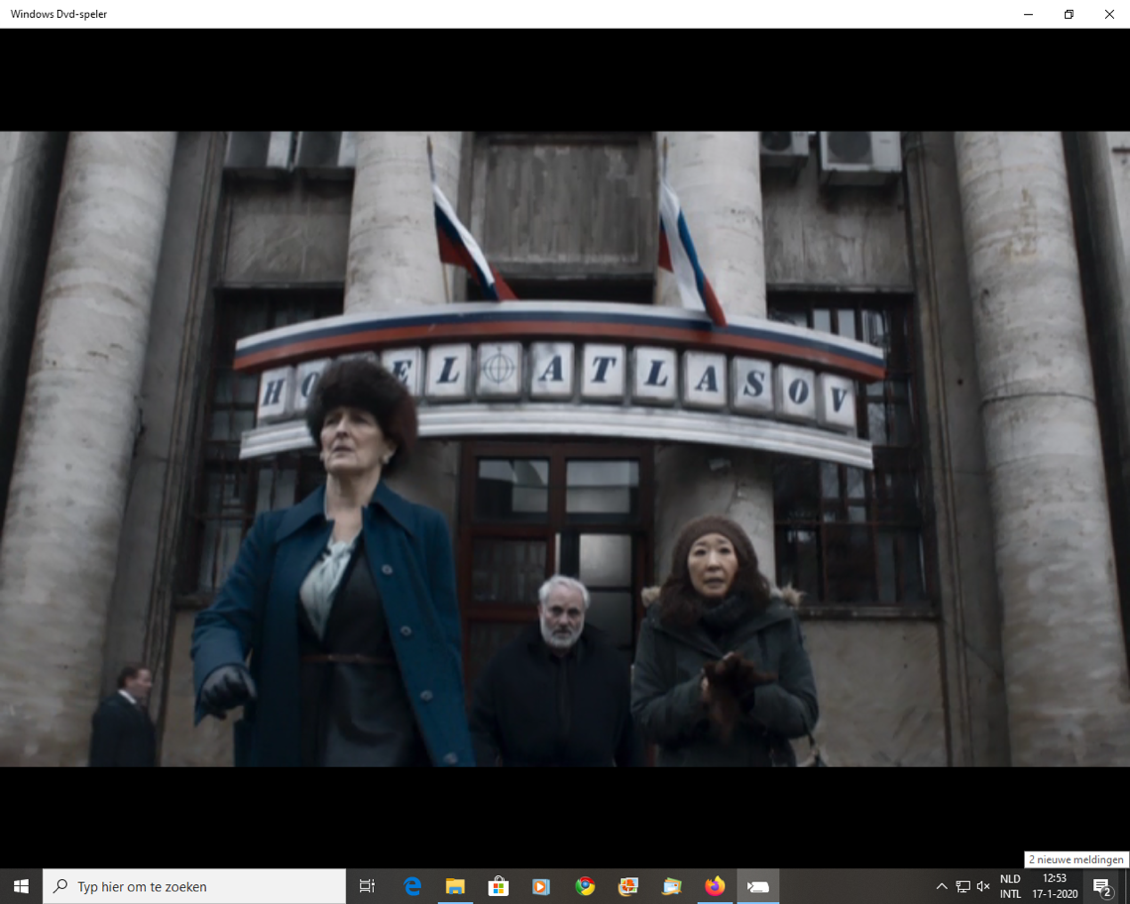 Windows Dvd-speler
HO EL ATLASOV
2 nieuwe meldingen
Typ hier om te zoeken
NLD
INTL
12:53
17-1-2020
2